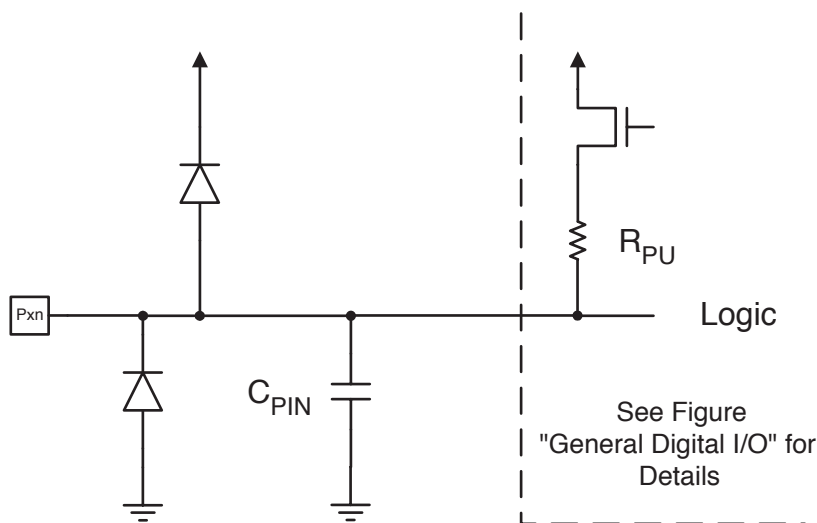 R_PU
Pxn
Logic
C_PIN
See Figure
"General Digital I/O" for
Details